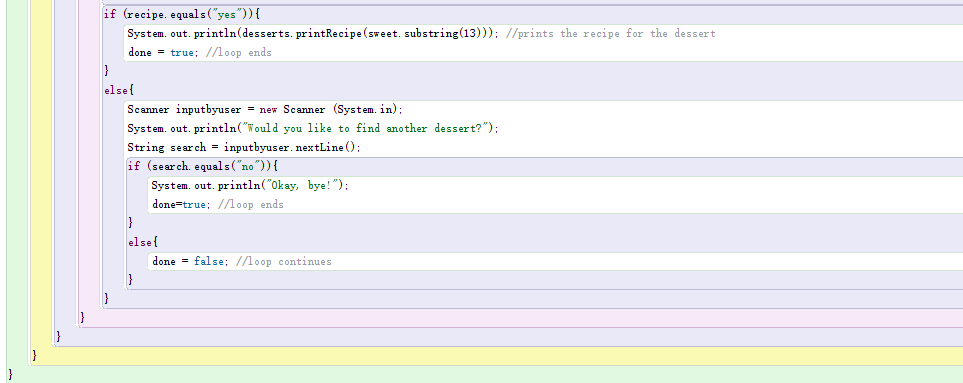 if (recipe.equals("yes")){
System.out.println(desserts.printRecipe(sweet.substring(13))); //prints the recipe for the dessert
done = true; //loop ends
}
else{
Scanner inputbyuser = new Scanner (System.in);
System.out.println("Would you like to find another dessert?");
String search = inputbyuser.nextLine();
if (search.equals("no")){
System.out.println("Okay, bye!");
done=true; //loop ends
}
else{
done = false; //loop continues
}
}
}
}
}
}